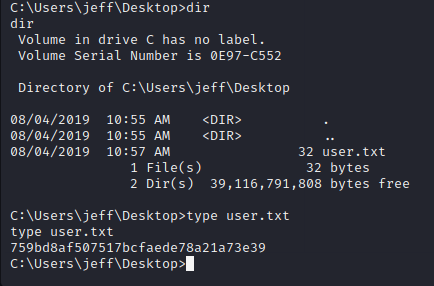 C:\Users\jeff\Desktop>dir
dir
 Volume in drive C has no label.
 Volume Serial Number is 0E97-C552

 Directory of C:\Users\jeff\Desktop

08/04/2019  10:55 AM    <DIR>          .
08/04/2019  10:55 AM    <DIR>          ..
08/04/2019  10:57 AM                32 user.txt
               1 File(s)             32 bytes
               2 Dir(s)  39,116,791,808 bytes free

C:\Users\jeff\Desktop>type user.txt
type user.txt
759bd8af507517bcfaede78a21a73e39
C:\Users\jeff\Desktop>